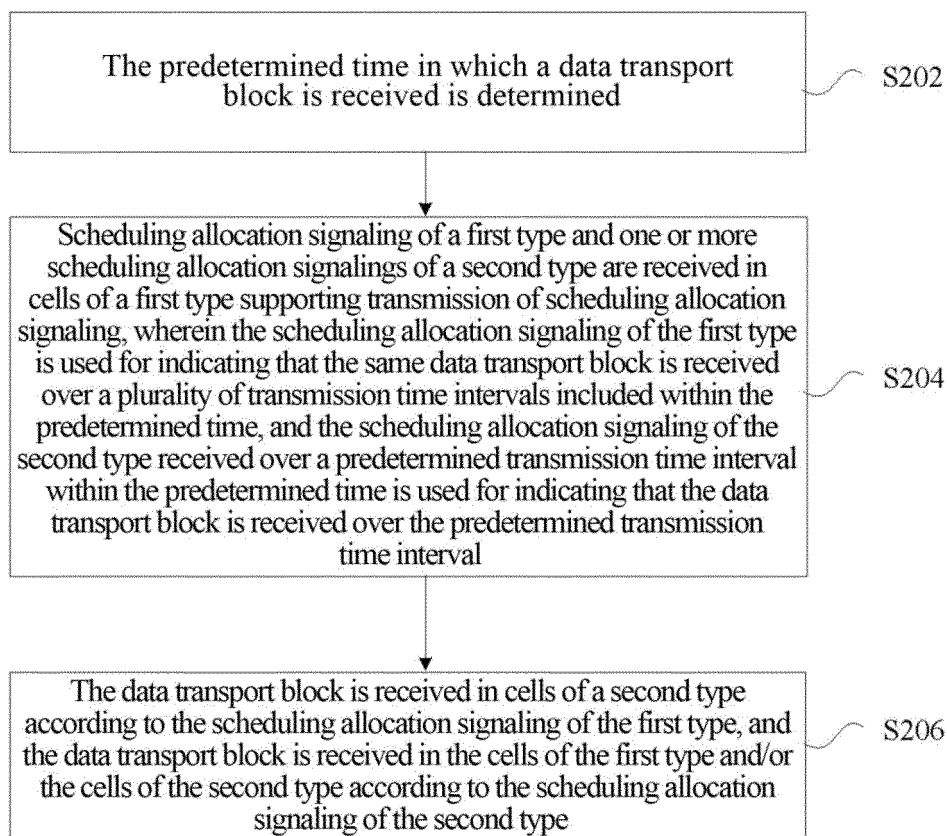 The predetermined time in which a data transport
block is received is determined
S202
Scheduling allocation signaling of a first type and one or more
scheduling allocation signalings of a second type are received in
cells of a first type supporting transmission of scheduling allocation
signaling, wherein the scheduling allocation signaling of the first type
is used for indicating that the same data transport block is received
over a plurality of transmission time intervals included within the
predetermined time, and the scheduling allocation signaling of the
second type received over a predetermined transmission time interval
within the predetermined time is used for indicating that the data
transport block is received over the predetermined transmission
time interval
S204
The data transport block is received in cells of a second type
according to the scheduling allocation signaling of the first type, and
the data transport block is received in the cells of the first type and/or
the cells of the second type according to the scheduling allocation
signaling of the second type
S206